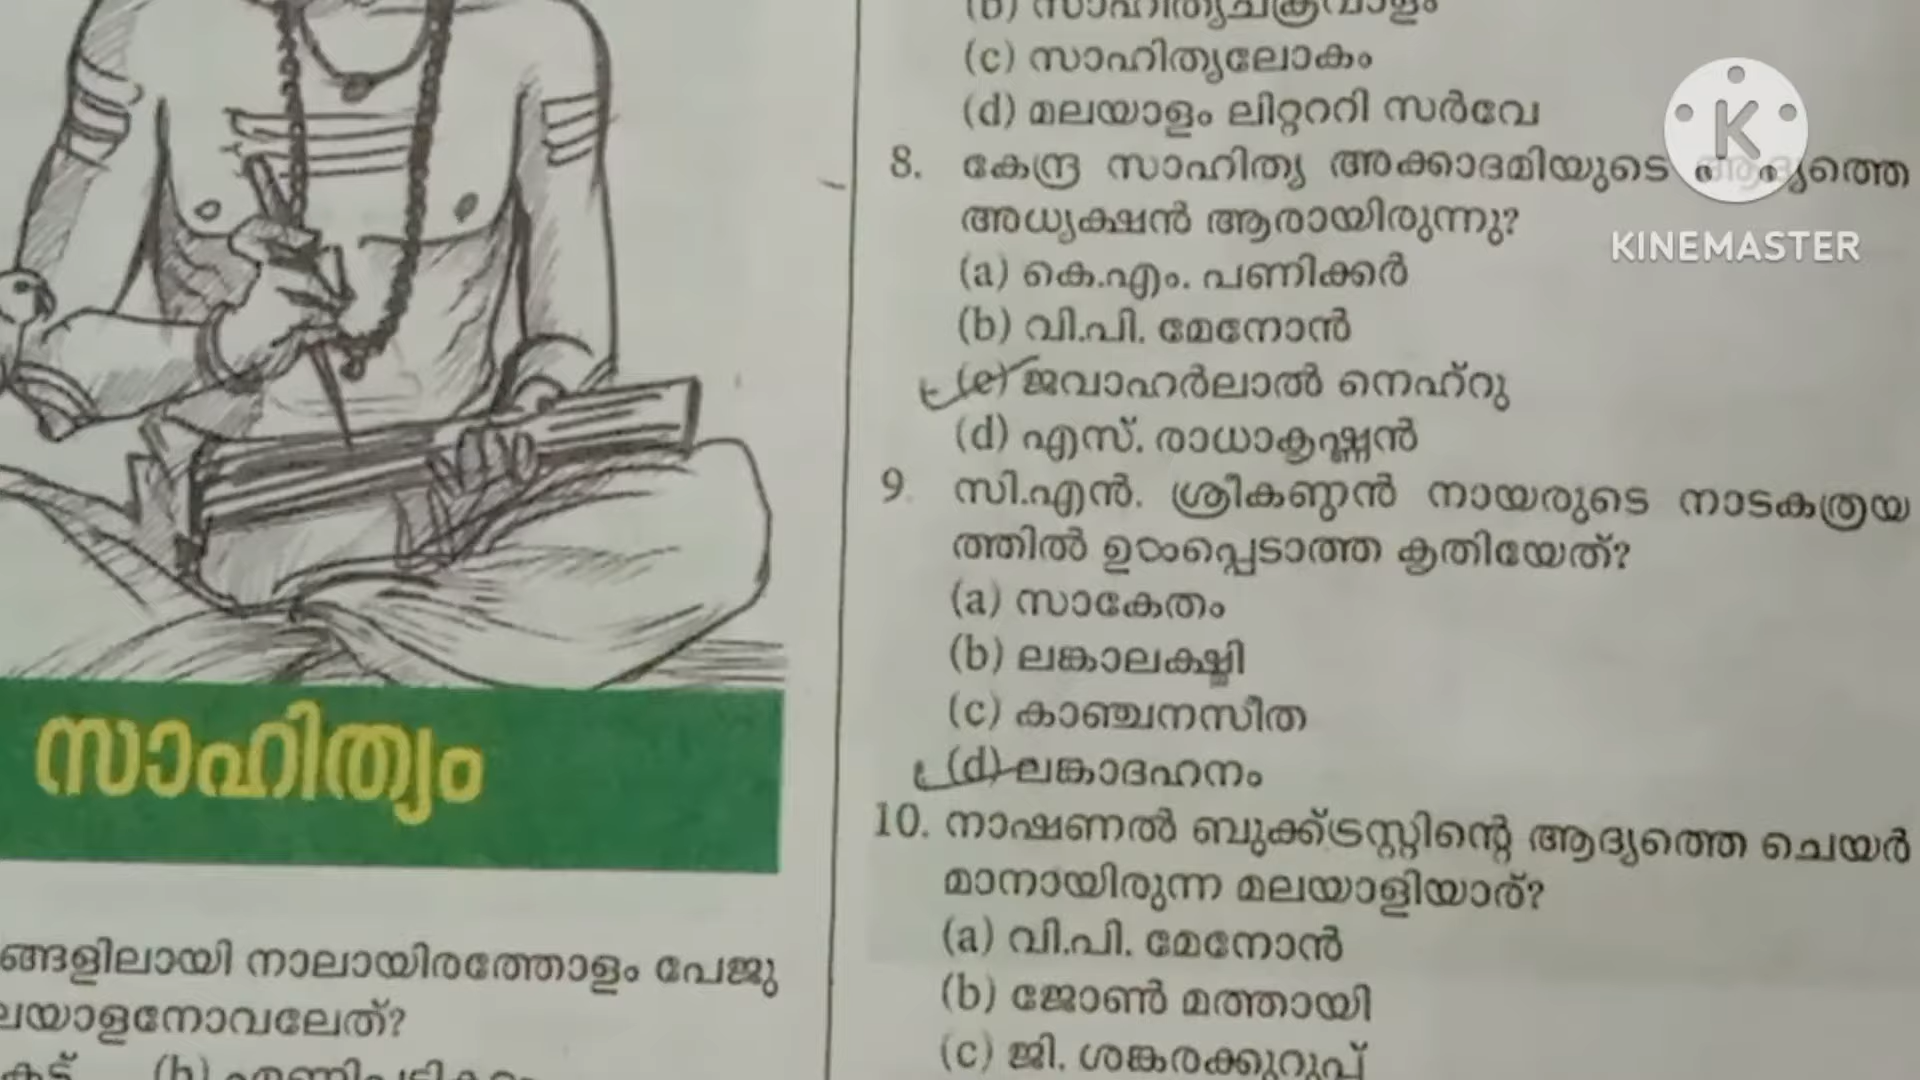 സാഹിത്യം
ങ്ങളിലായി നാലായിരത്തോളം പേജു
ലയാളനോവലേത്?
(b)
(b) സാഹിത്യചക്രവാളം
(c) സാഹിത്യലോകം
(d) മലയാളം ലിറ്റററി സർവേ
8. കേന്ദ്ര സാഹിത്യ അക്കാദമിയുടെ ആദ്യത്തെ
അധ്യക്ഷൻ ആരായിരുന്നു?
(a) കെ.എം. പണിക്കർ
(b) വി.പി. മേനോൻ
(c) ജവാഹർലാൽ നെഹ്റു
(d) എസ്. രാധാകൃഷ്ണൻ
9. സി.എൻ. ശ്രീകണ്ഠൻ നായരുടെ നാടകത്രയ
ത്തിൽ ഉൾപ്പെടാത്ത കൃതിയേത്?
(a) സാകേതം
(b) ലങ്കാലക്ഷ്മി
(c) കാഞ്ചനസീത
(d) ലങ്കാദഹനം
10. നാഷണൽ ബുക്ക്ട്രസ്റ്റിന്റെ ആദ്യത്തെ ചെയർ
മാനായിരുന്ന മലയാളിയാര്?
(a) വി.പി. മേനോൻ
(b) ജോൺ മത്തായി
(c) ജി. ശങ്കരക്കുറുപ്പ്
K
KINEMASTER